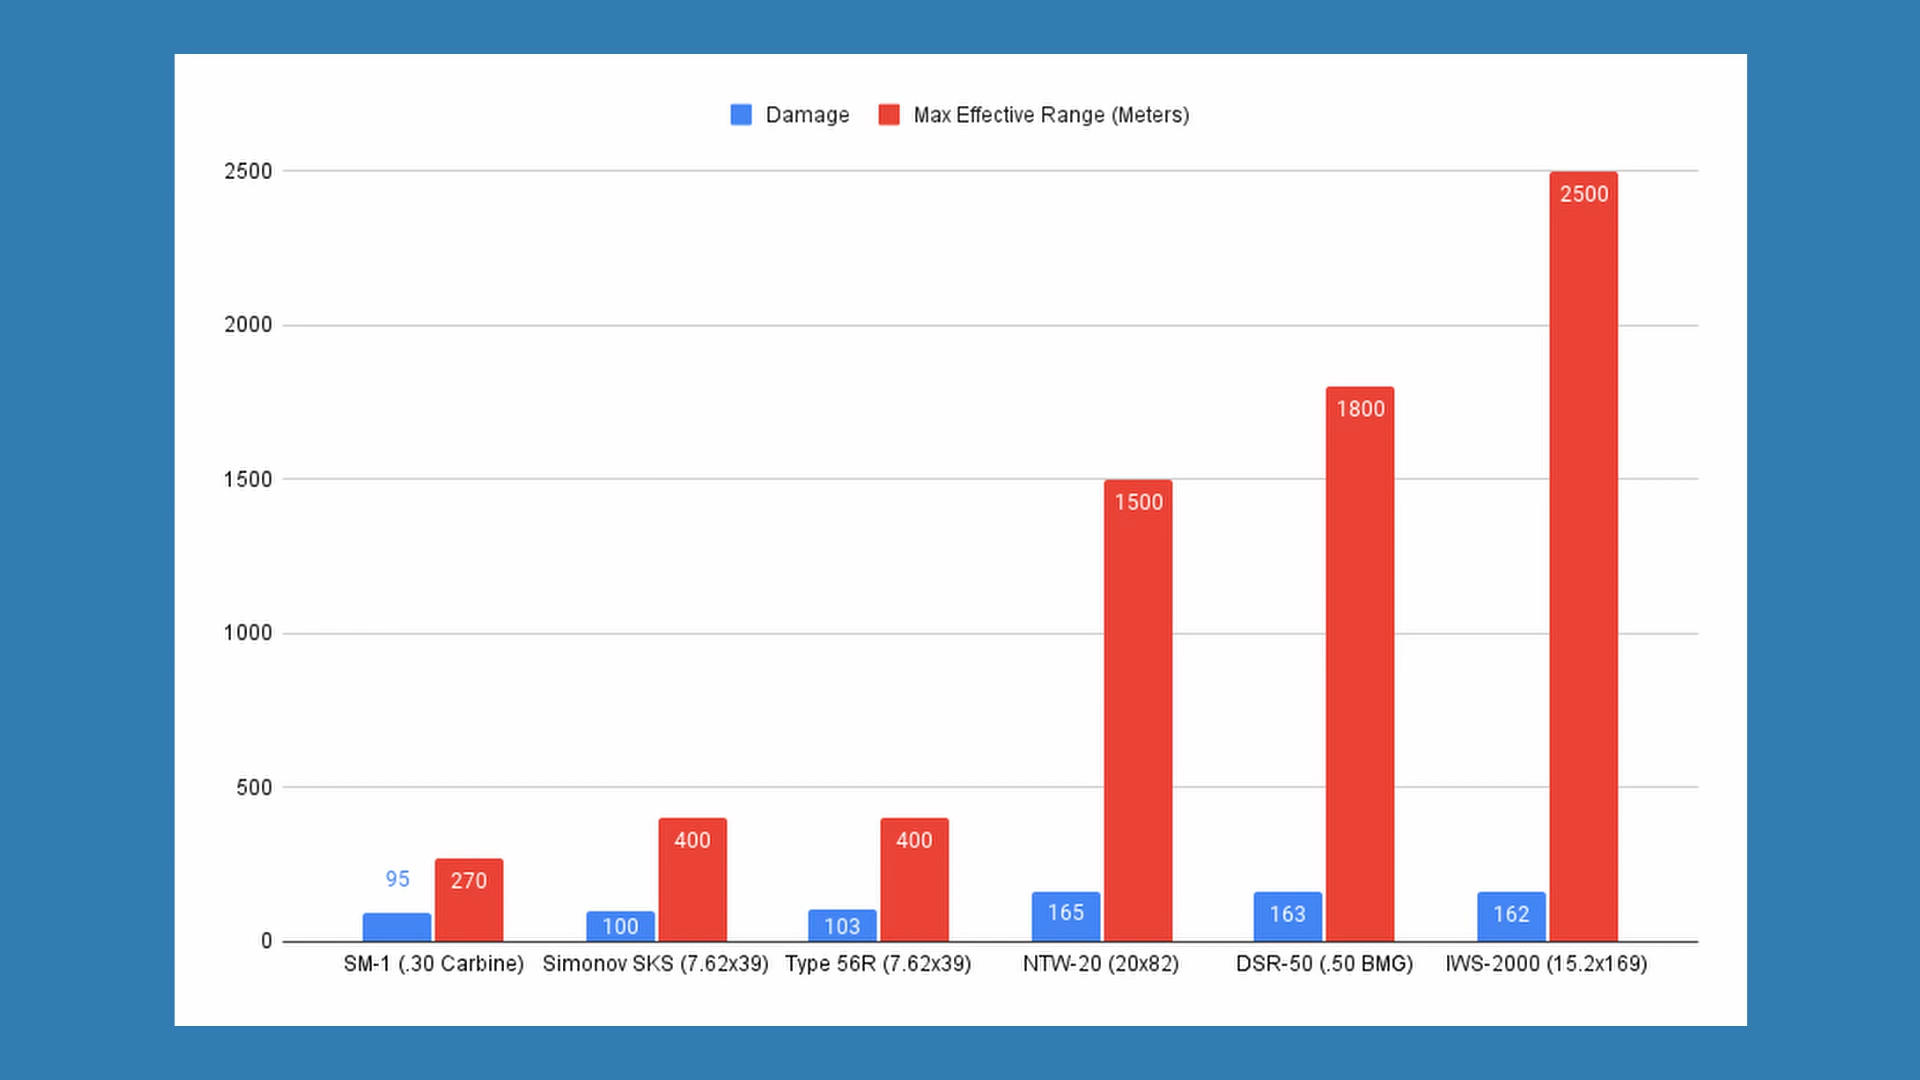 Damage Max Effective Range (Meters)
2500
2000
1500
1000
500
0
95 270 100 400 103 400 165 1500 163 1800 162 2500
SM-1 (.30 Carbine) Simonov SKS (7.62x39) Type 56R (7.62x39) NTW-20 (20x82) DSR-50 (.50 BMG) IWS-2000 (15.2x169)